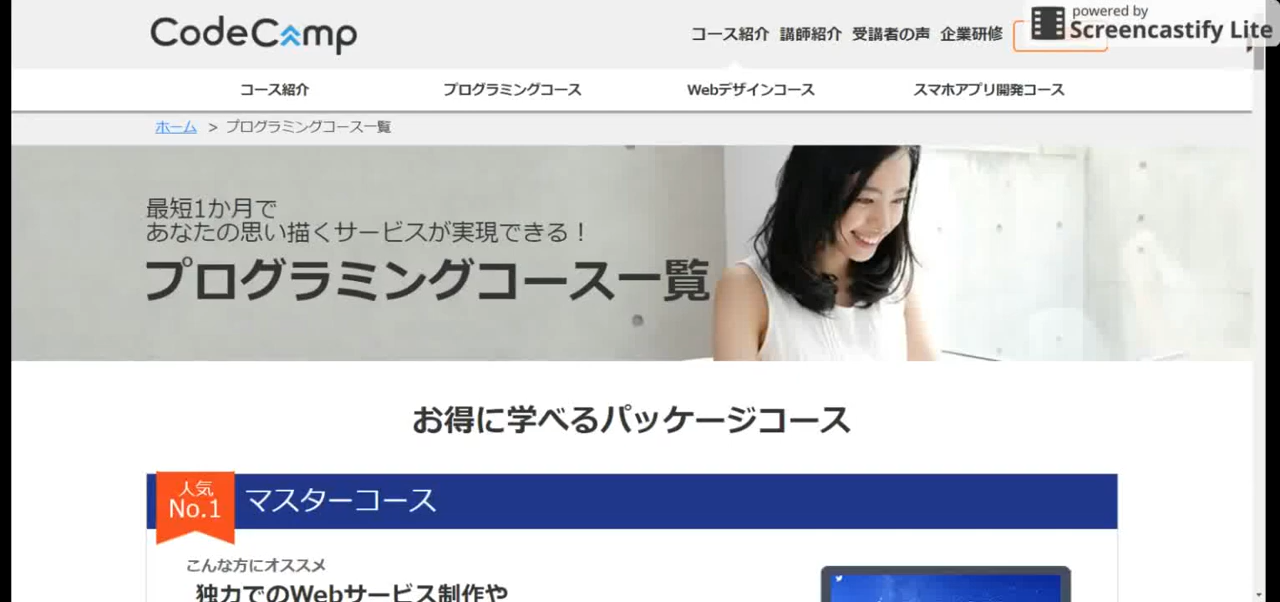 CodeCamp
コース紹介 講師紹介 受講者の声 企業研修
powered by
Screencastify Lite
コース紹介 プログラミングコース Webデザインコース スマホアプリ開発コース
ホーム > プログラミングコース一覧
最短1か月で
あなたの思い描くサービスが実現できる！
プログラミングコース一覧
お得に学べるパッケージコース
人気
No.1
マスターコース
こんな方にオススメ
独力でのWebサービス制作や